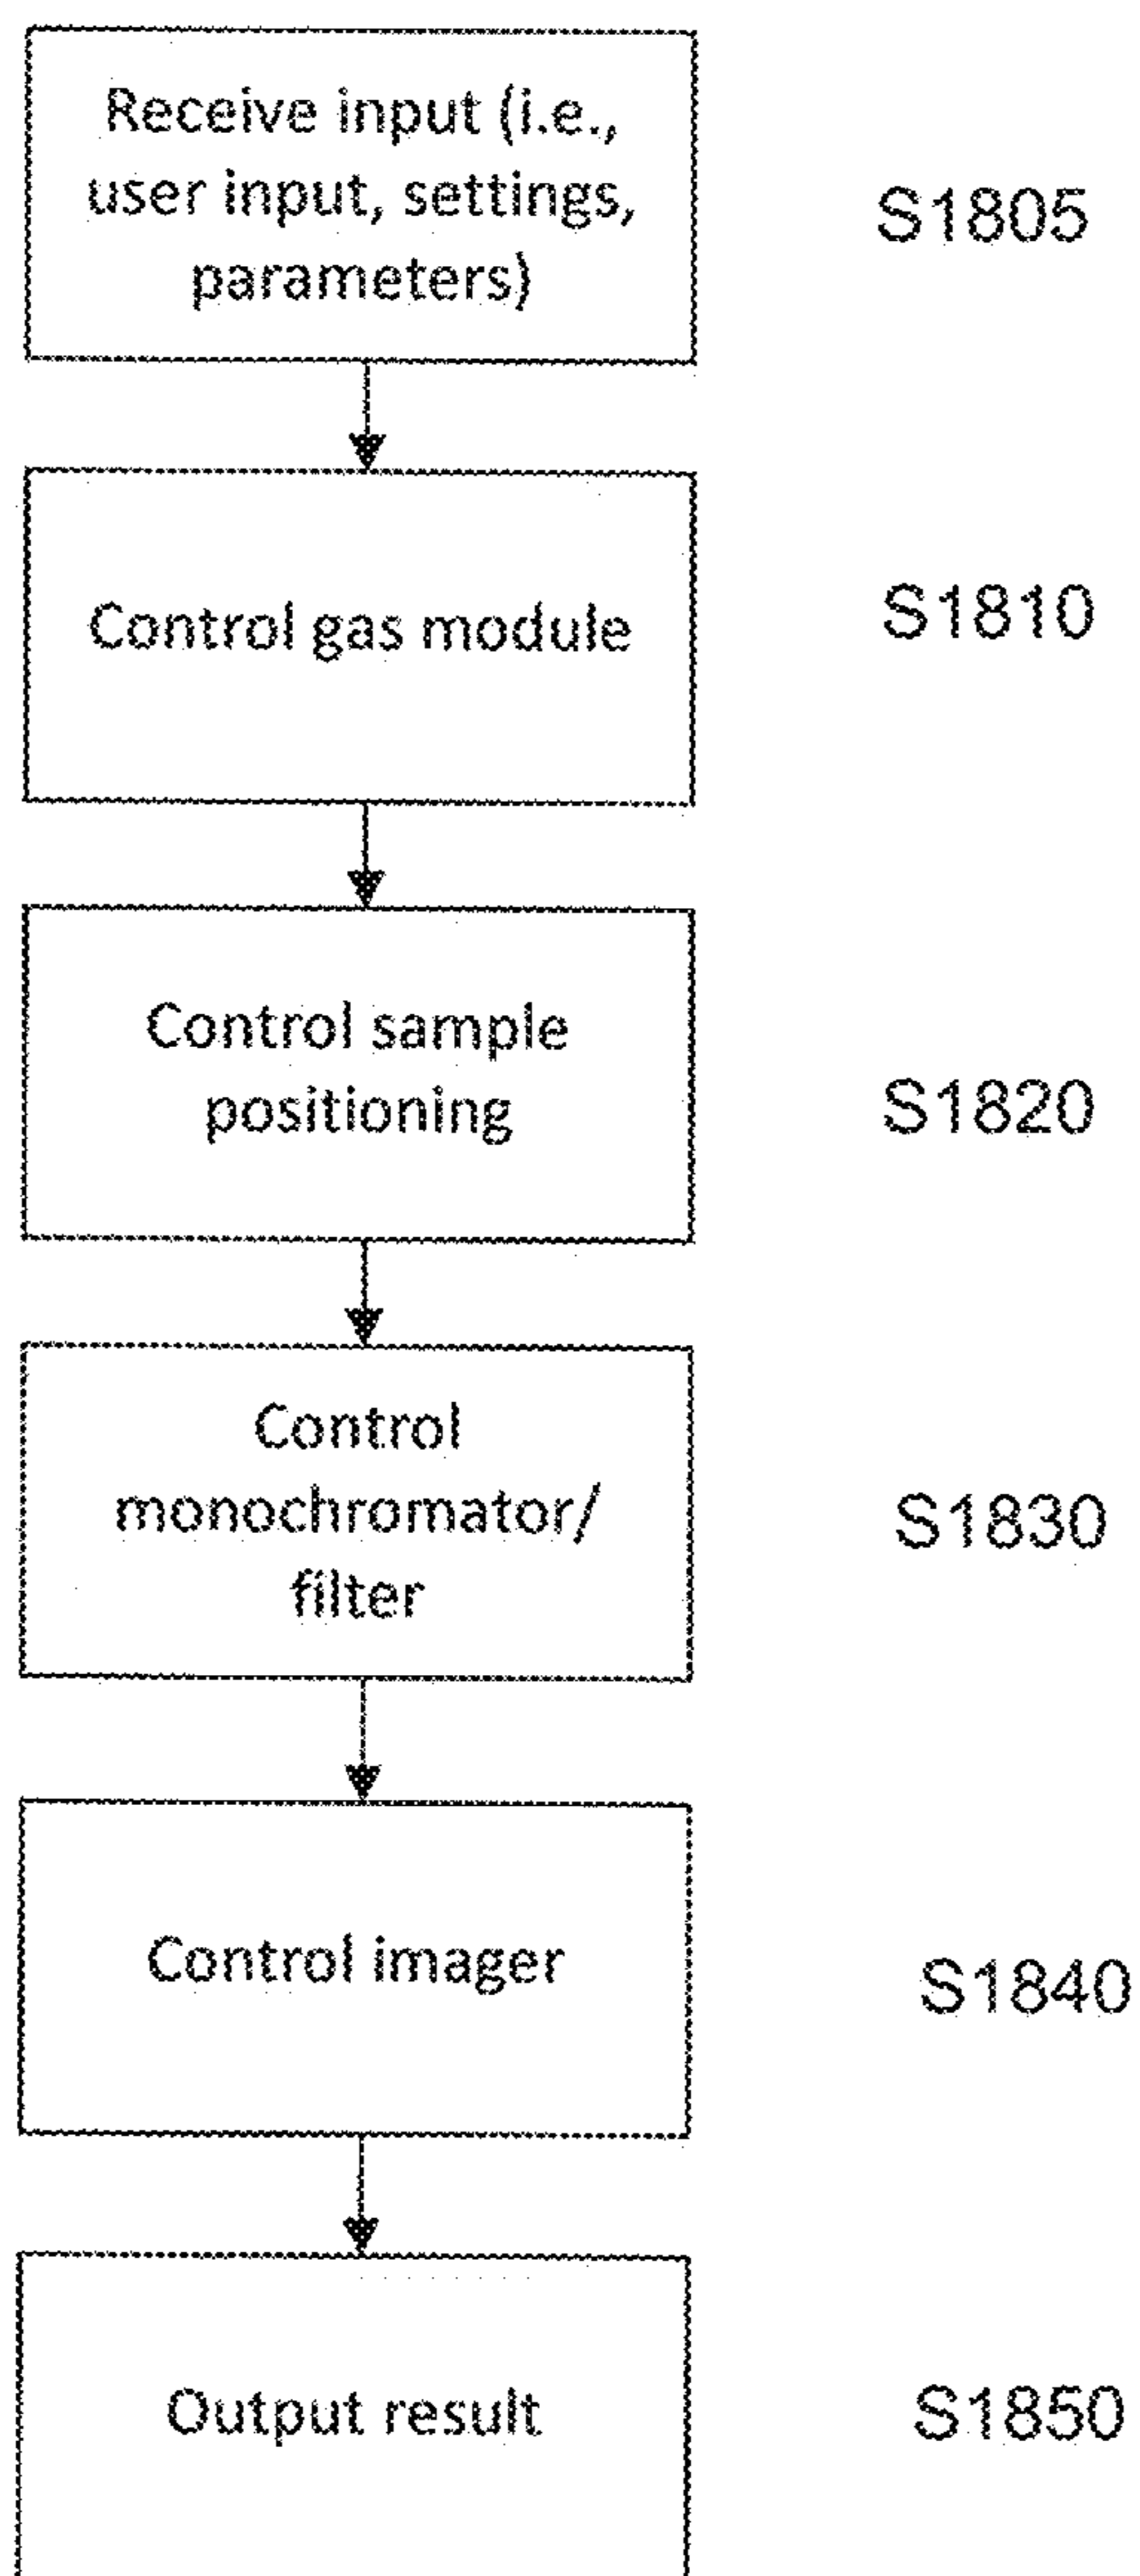 Receive input (i.e.,
user input, settings,
parameters)
S1805
Control gas module
S1810
Control sample
positioning
S1820
Control
monochromator/
filter
S1830
Control imager
S1840
Output result
S1850